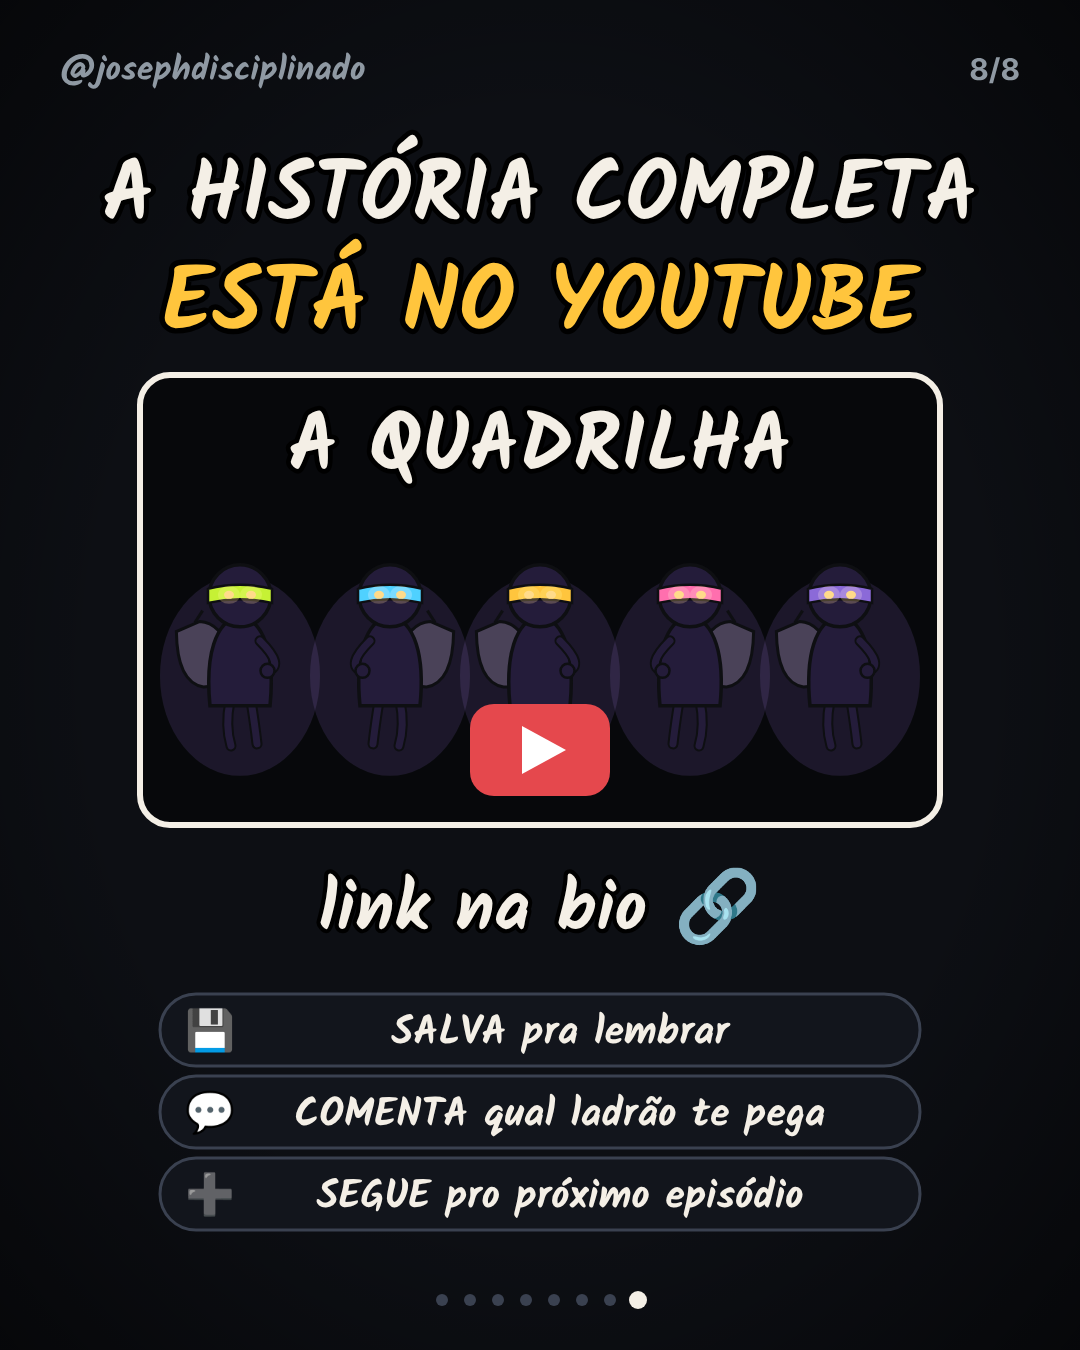 @josephdisciplinado
8/8
A HISTÓRIA COMPLETA
ESTÁ NO YOUTUBE
A QUADRILHA
link na bio
SALVA pra lembrar
COMENTA qual ladrão te pega
SEGUE pro próximo episódio